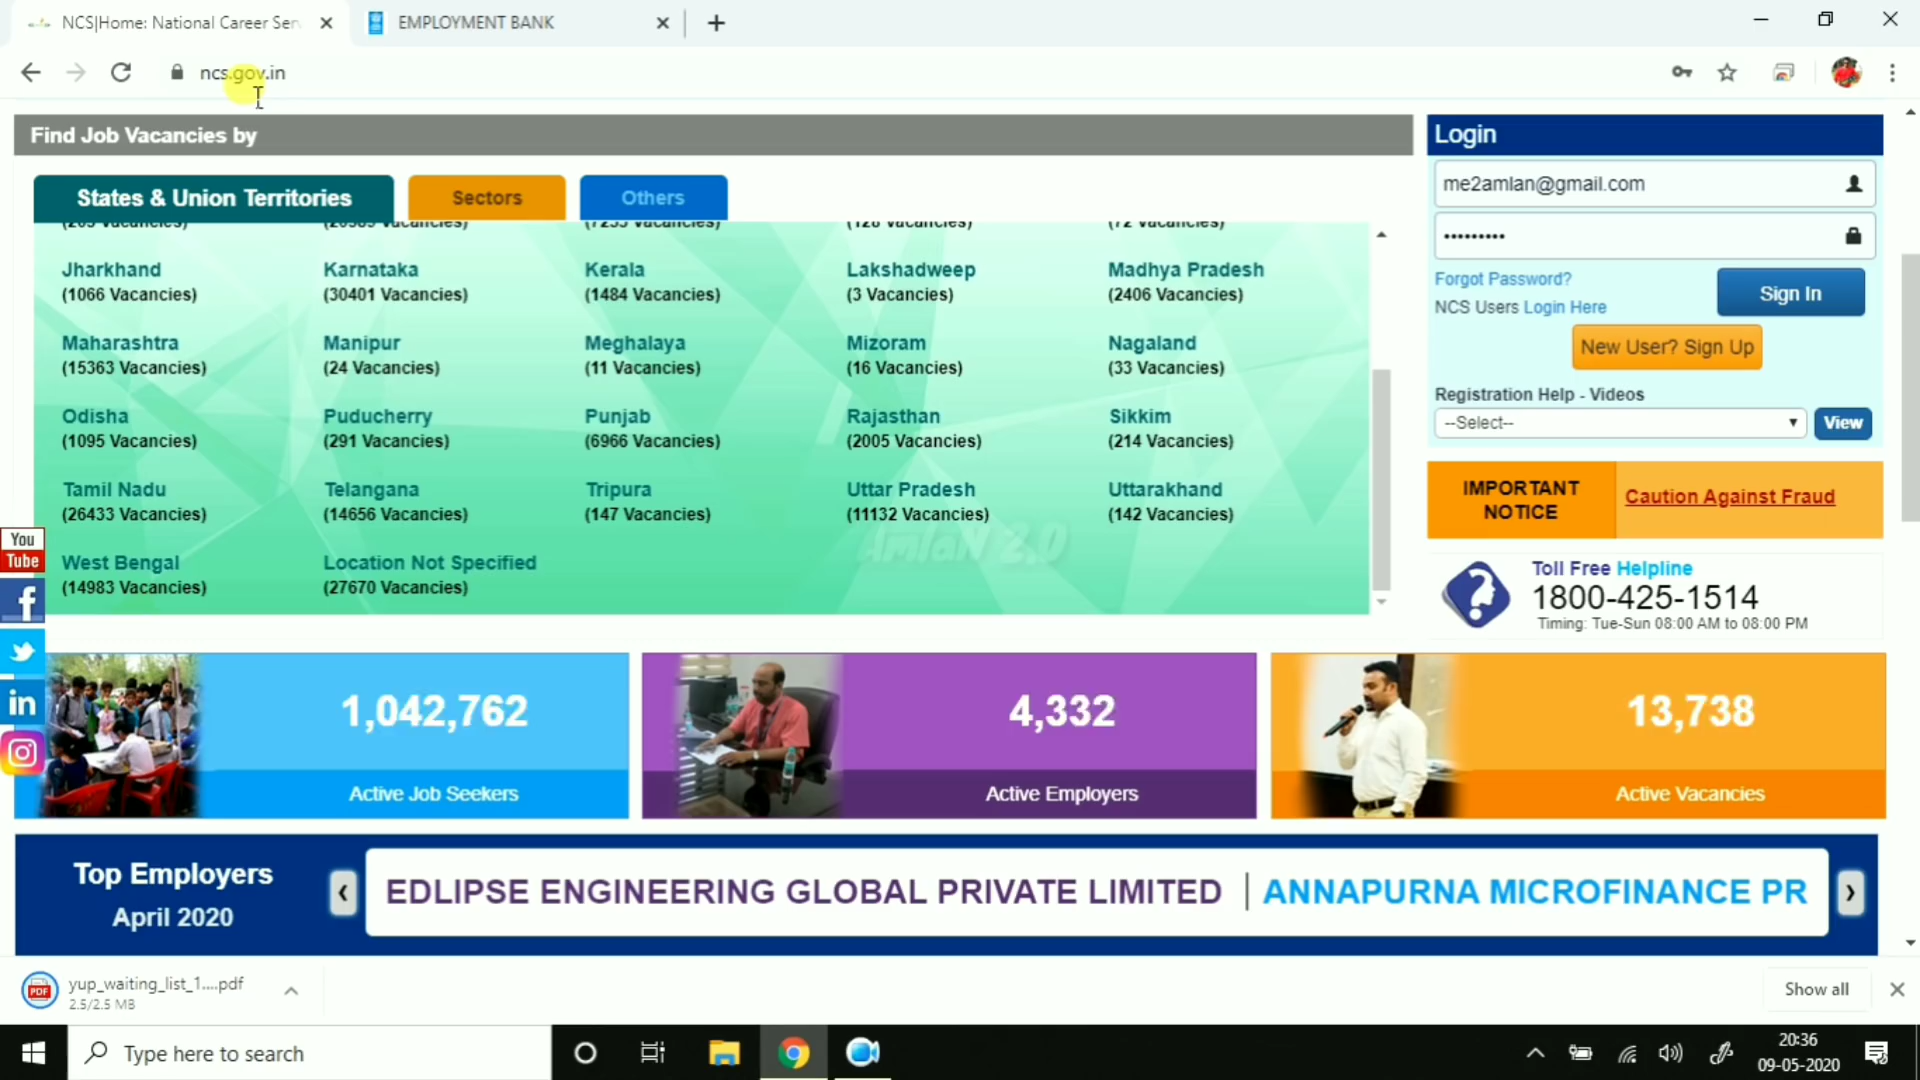 NCS|Home: National Career Ser
EMPLOYMENT BANK
ncs.gov.in
Find Job Vacancies by
States & Union Territories
Sectors
Others
Jharkhand
Karnataka
Kerala
Lakshadweep
Madhya Pradesh
(1066 Vacancies)
(30401 Vacancies)
(1484 Vacancies)
(3 Vacancies)
(2406 Vacancies)
Maharashtra
Manipur
Meghalaya
Mizoram
Nagaland
(15363 Vacancies)
(24 Vacancies)
(11 Vacancies)
(16 Vacancies)
(33 Vacancies)
Odisha
Puducherry
Punjab
Rajasthan
Sikkim
(1095 Vacancies)
(291 Vacancies)
(6966 Vacancies)
(2005 Vacancies)
(214 Vacancies)
Tamil Nadu
Telangana
Tripura
Uttar Pradesh
Uttarakhand
(26433 Vacancies)
(14656 Vacancies)
(147 Vacancies)
(11132 Vacancies)
(142 Vacancies)
AmlaN 2.0
West Bengal
Location Not Specified
(14983 Vacancies)
(27670 Vacancies)
Login
me2amlan@gmail.com
•••••••••
Forgot Password?
Sign In
NCS Users Login Here
New User? Sign Up
Registration Help - Videos
--Select--
View
IMPORTANT
NOTICE
Caution Against Fraud
Toll Free Helpline
1800-425-1514
Timing: Tue-Sun 08:00 AM to 08:00 PM
You
Tube
f
in
1,042,762
Active Job Seekers
4,332
Active Employers
13,738
Active Vacancies
Top Employers
April 2020
EDLIPSE ENGINEERING GLOBAL PRIVATE LIMITED | ANNAPURNA MICROFINANCE PR
PDF
yup_waiting_list_1....pdf
2.5/2.5 MB
Show all
Type here to search
20:36
09-05-2020